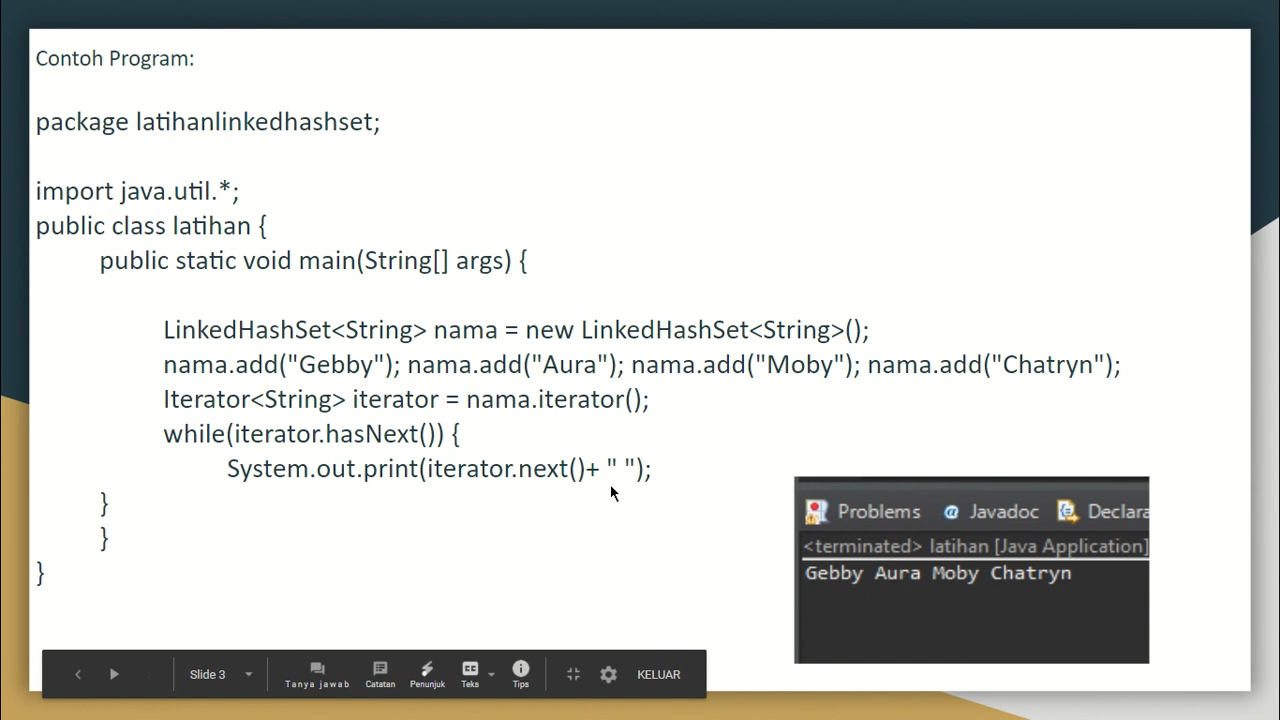 Contoh Program:
package latihanlinkedhashset;
import java.util.*;
public class latihan {
public static void main(String[] args) {
LinkedHashSet<String> nama = new LinkedHashSet<String>();
nama.add("Gebby"); nama.add("Aura"); nama.add("Moby"); nama.add("Chatryn");
Iterator<String> iterator = nama.iterator();
while(iterator.hasNext()) {
System.out.print(iterator.next()+ " ");
}
}
}
Problems @ Javadoc Declara
<terminated> latihan [Java Application]
Gebby Aura Moby Chatryn
Slide 3 Tanya jawab Catatan Penunjuk CC Teks Tips KELUAR